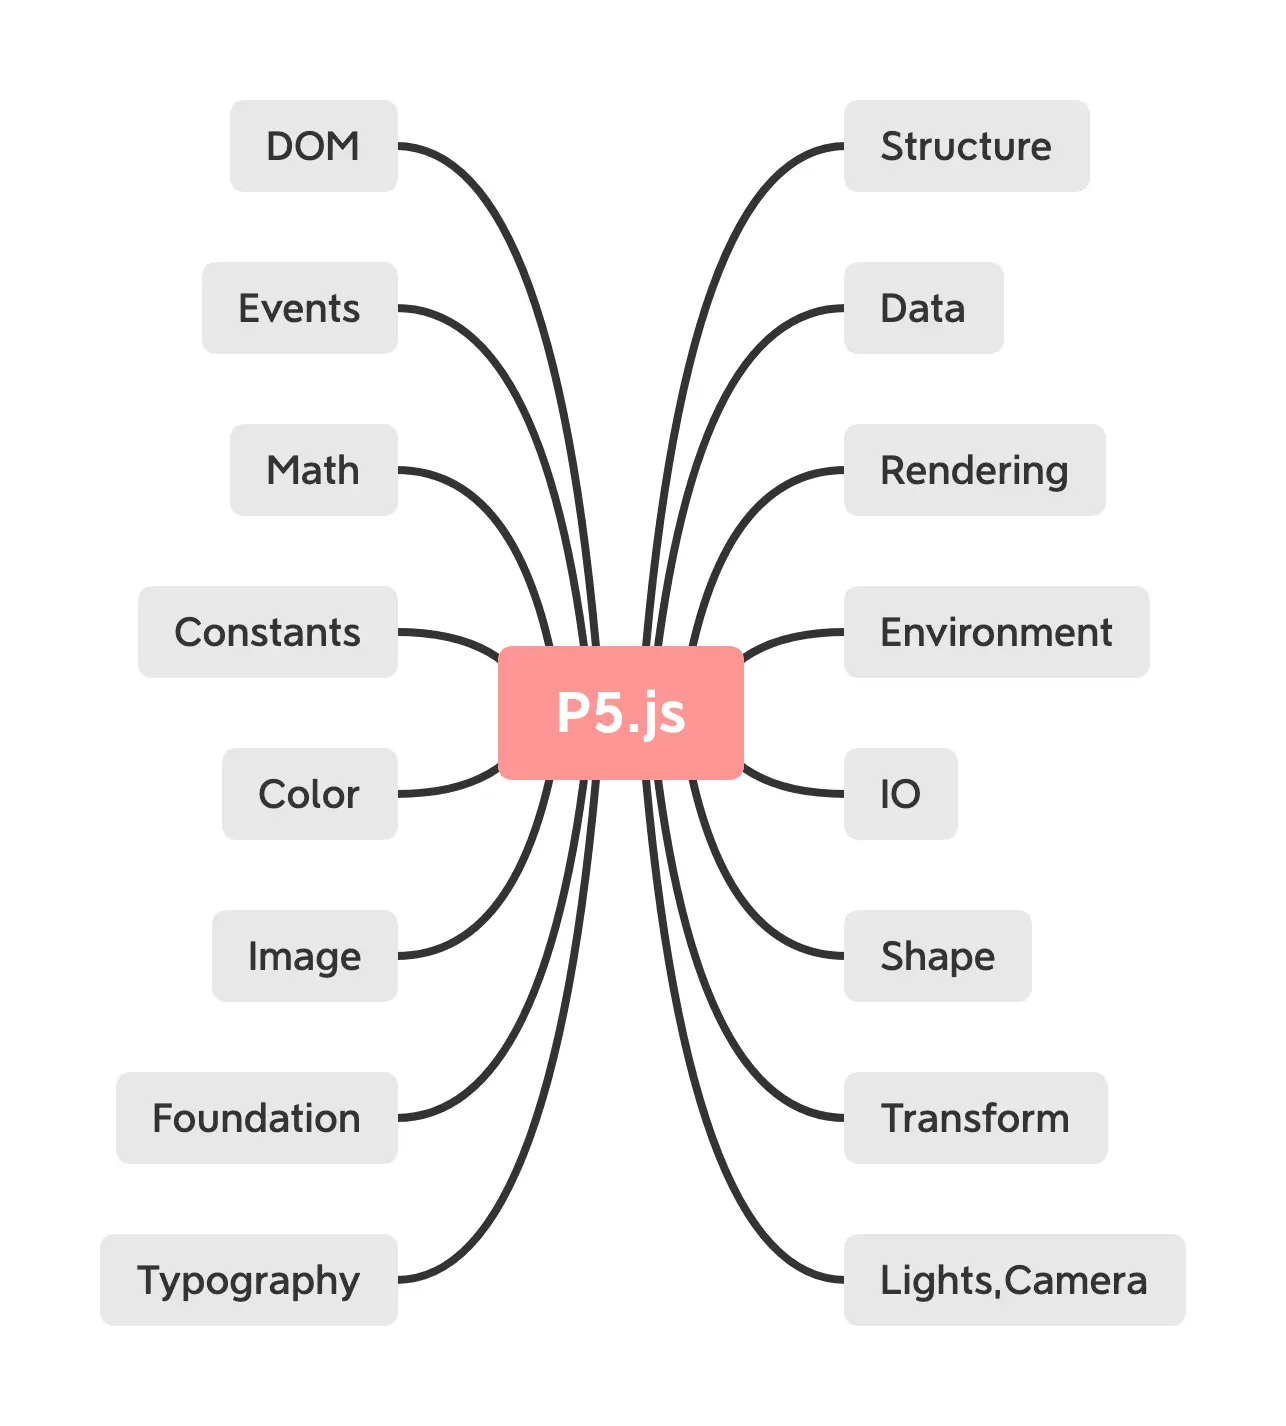 DOM
Events
Math
Constants
Color
Image
Foundation
Typography
P5.js
Structure
Data
Rendering
Environment
IO
Shape
Transform
Lights,Camera